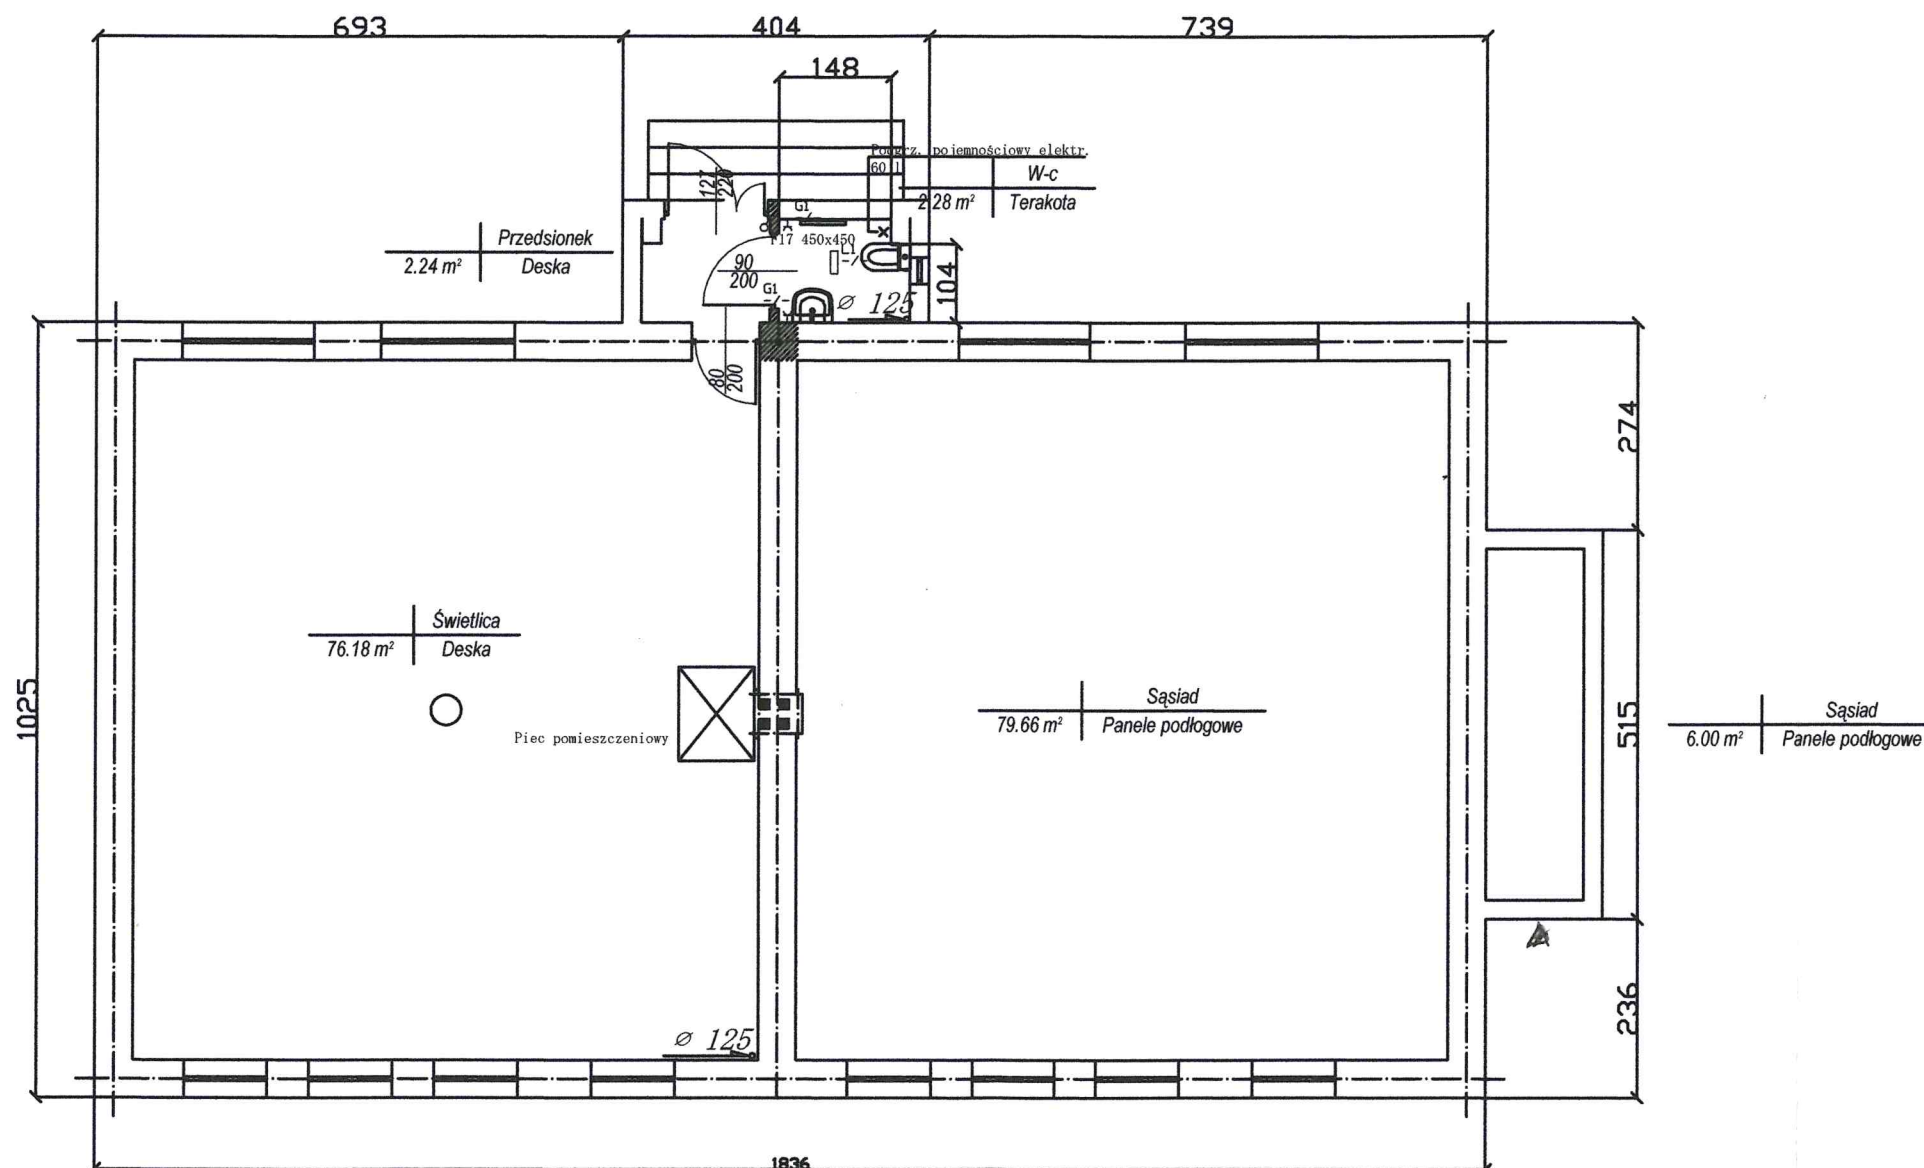 693
404
739
148
Podgrz. pojemnościowy elektr.
60 l
W-c
2.28 m²
Terakota
127
220
G1
Przedsionek
2.24 m²
Deska
F17 450x450
L1
90
200
G1
104
ø 125
80
200
274
Świetlica
76.18 m²
Deska
1025
Sąsiad
79.66 m²
Panele podłogowe
515
Sąsiad
6.00 m²
Panele podłogowe
Piec pomieszczeniowy
236
ø 125
1836